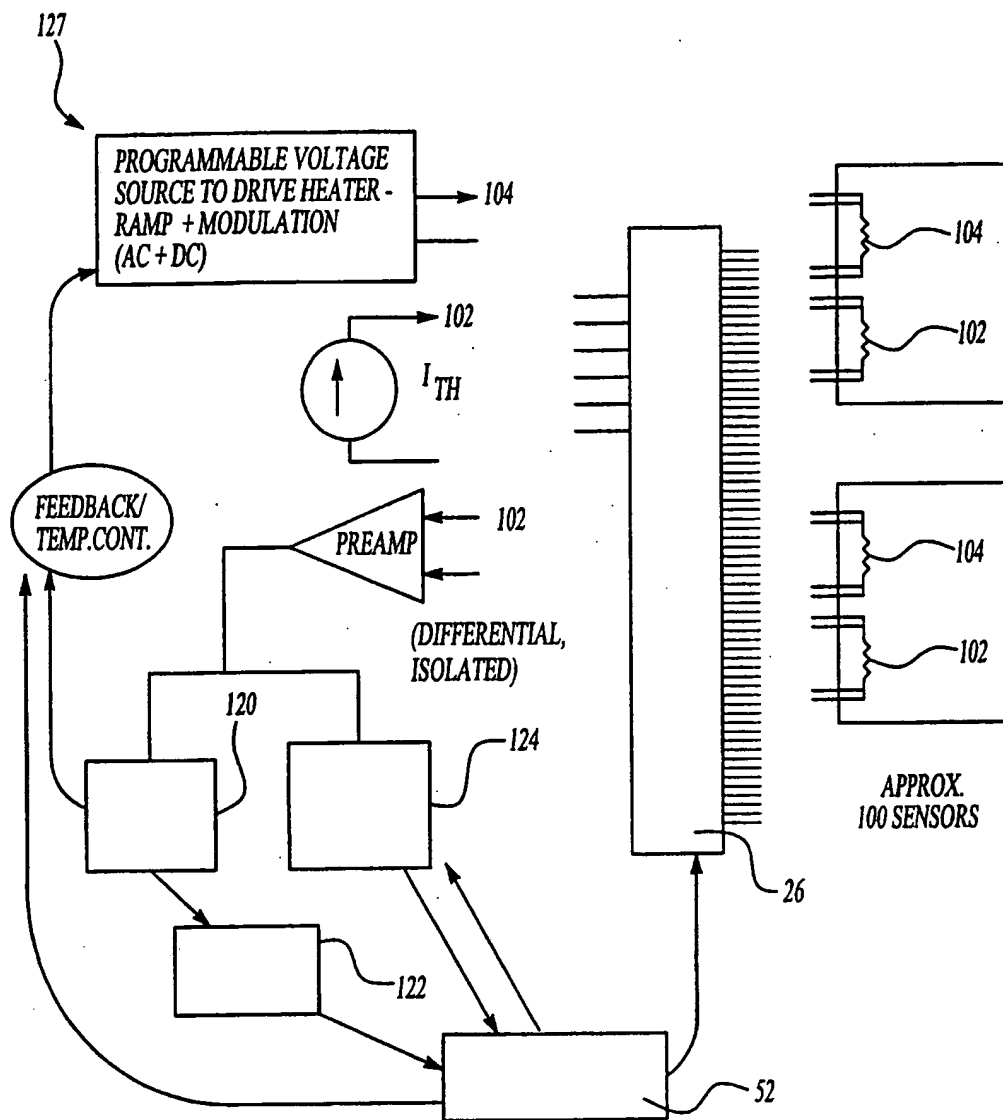 127
PROGRAMMABLE VOLTAGE
SOURCE TO DRIVE HEATER -
RAMP + MODULATION
(AC + DC)
104
102
I TH
104
102
FEEDBACK/
TEMP.CONT.
PREAMP
102
(DIFFERENTIAL,
ISOLATED)
104
102
120
124
APPROX.
100 SENSORS
26
122
52